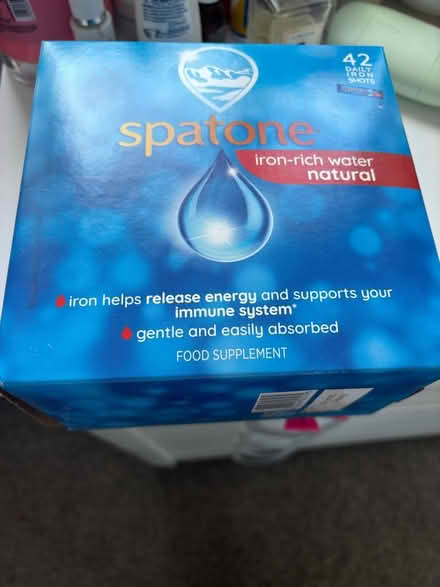 42
DAILY
IRON
SHOTS
spatone
iron-rich water
natural
iron helps release energy and supports your
immune system*
gentle and easily absorbed
FOOD SUPPLEMENT